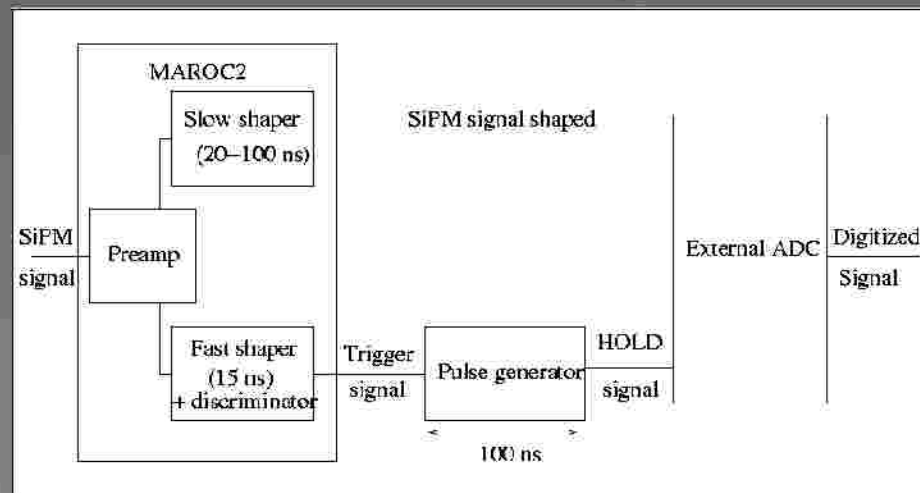 MAROC2
Slow shaper
(20–100 ns)
SiPM signal shaped
SiPM
signal
Preamp
External ADC
Digitized
Signal
Fast shaper
(15 ns)
+ discriminator
Trigger
signal
Pulse generator
HOLD
signal
100 ns